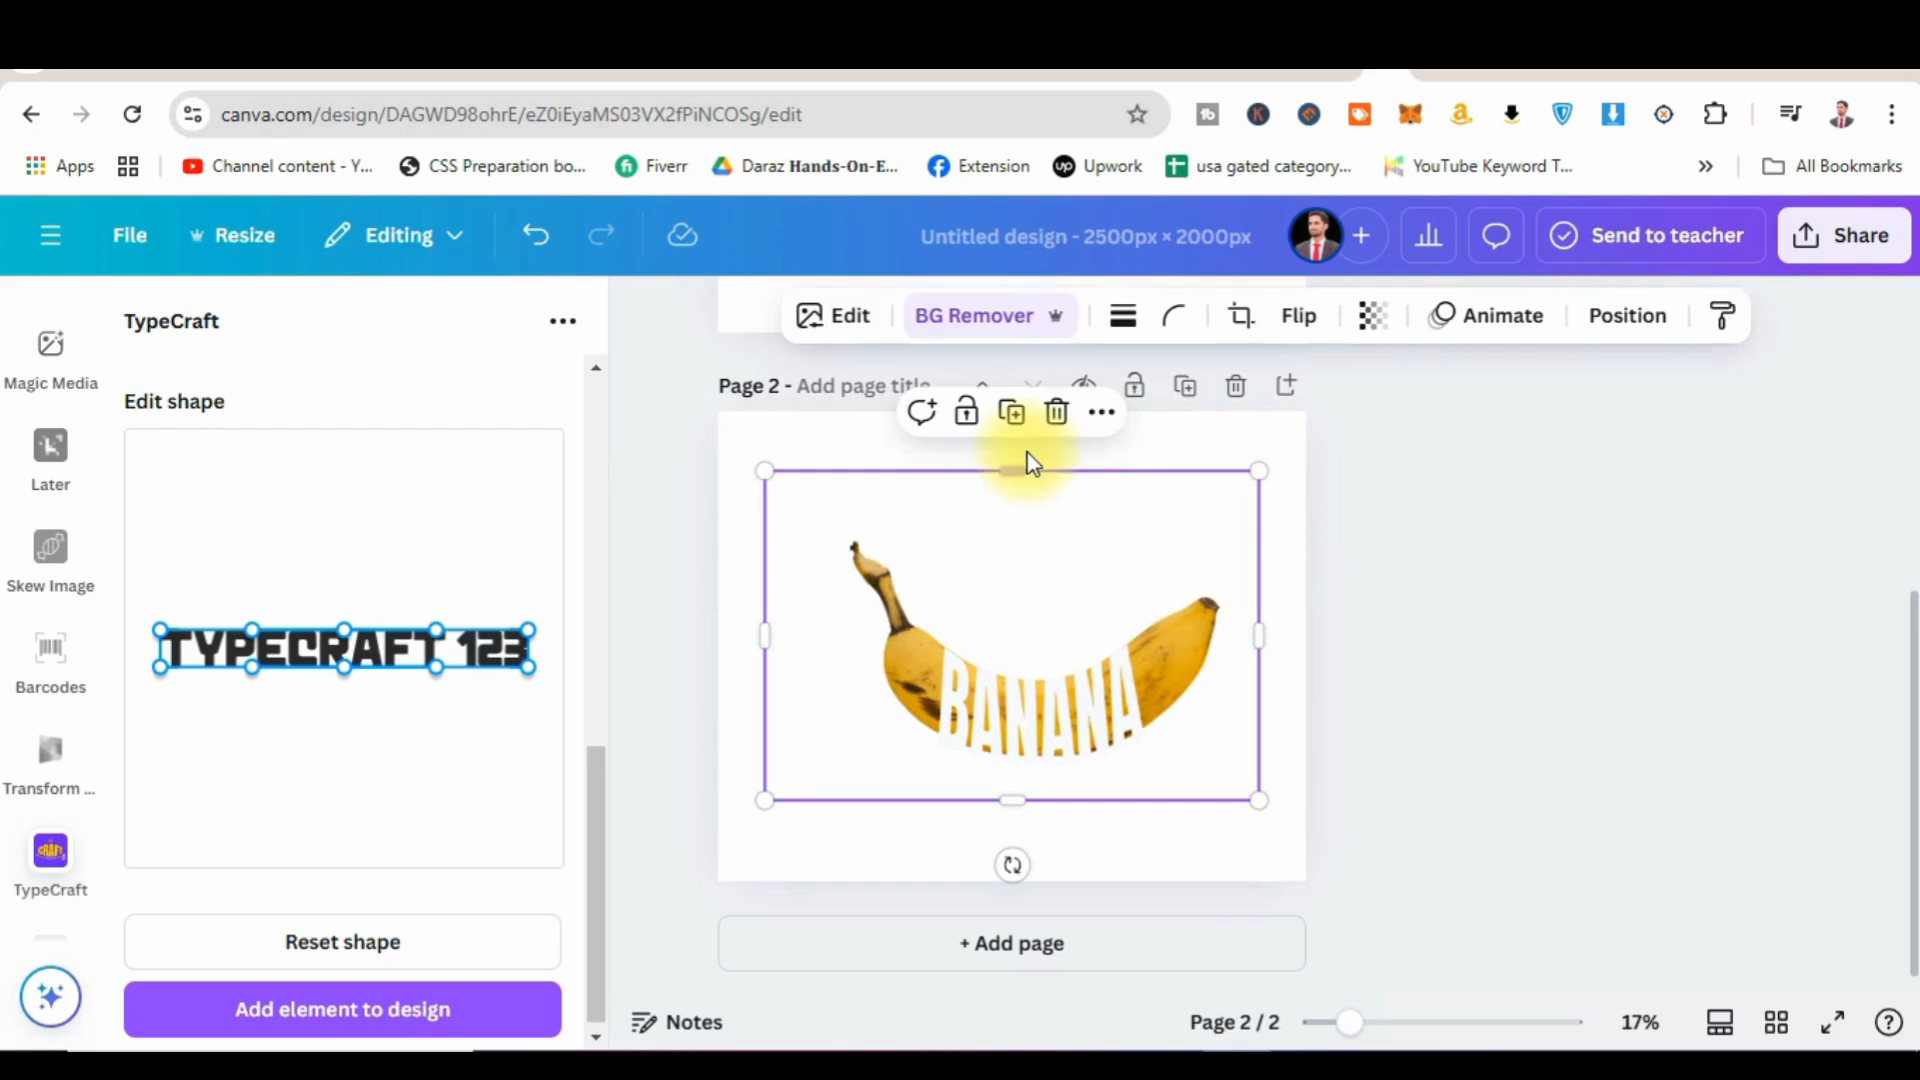 canva.com/design/DAGWD98ohrE/eZ0iEyaMS03VX2fPiNCOSg/edit
Apps
Channel content - Y...
CSS Preparation bo...
Fiverr
Daraz Hands-On-E...
Extension
Upwork
usa gated category...
YouTube Keyword T...
All Bookmarks
File
Resize
Editing
Untitled design - 2500px × 2000px
Send to teacher
Share
TypeCraft
Edit
BG Remover
Flip
Animate
Position
Magic Media
Edit shape
Page 2 - Add page title
Later
Skew Image
TYPECRAFT 123
Barcodes
BANANA
Transform ...
CRAFT
TypeCraft
Reset shape
+ Add page
Add element to design
Notes
Page 2 / 2
17%